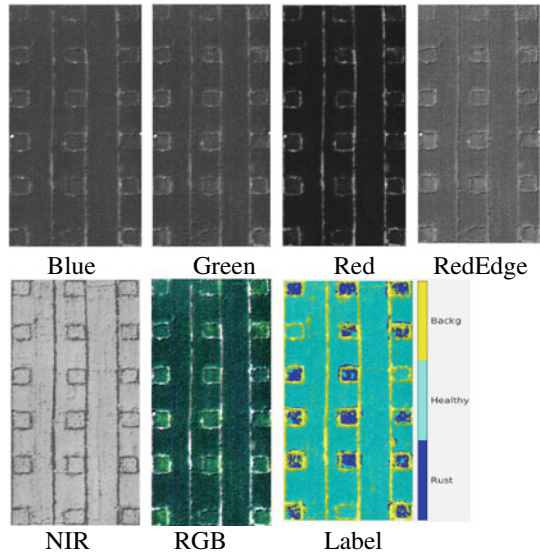 Blue Green Red RedEdge
Backg
Healthy
Rust
NIR RGB Label